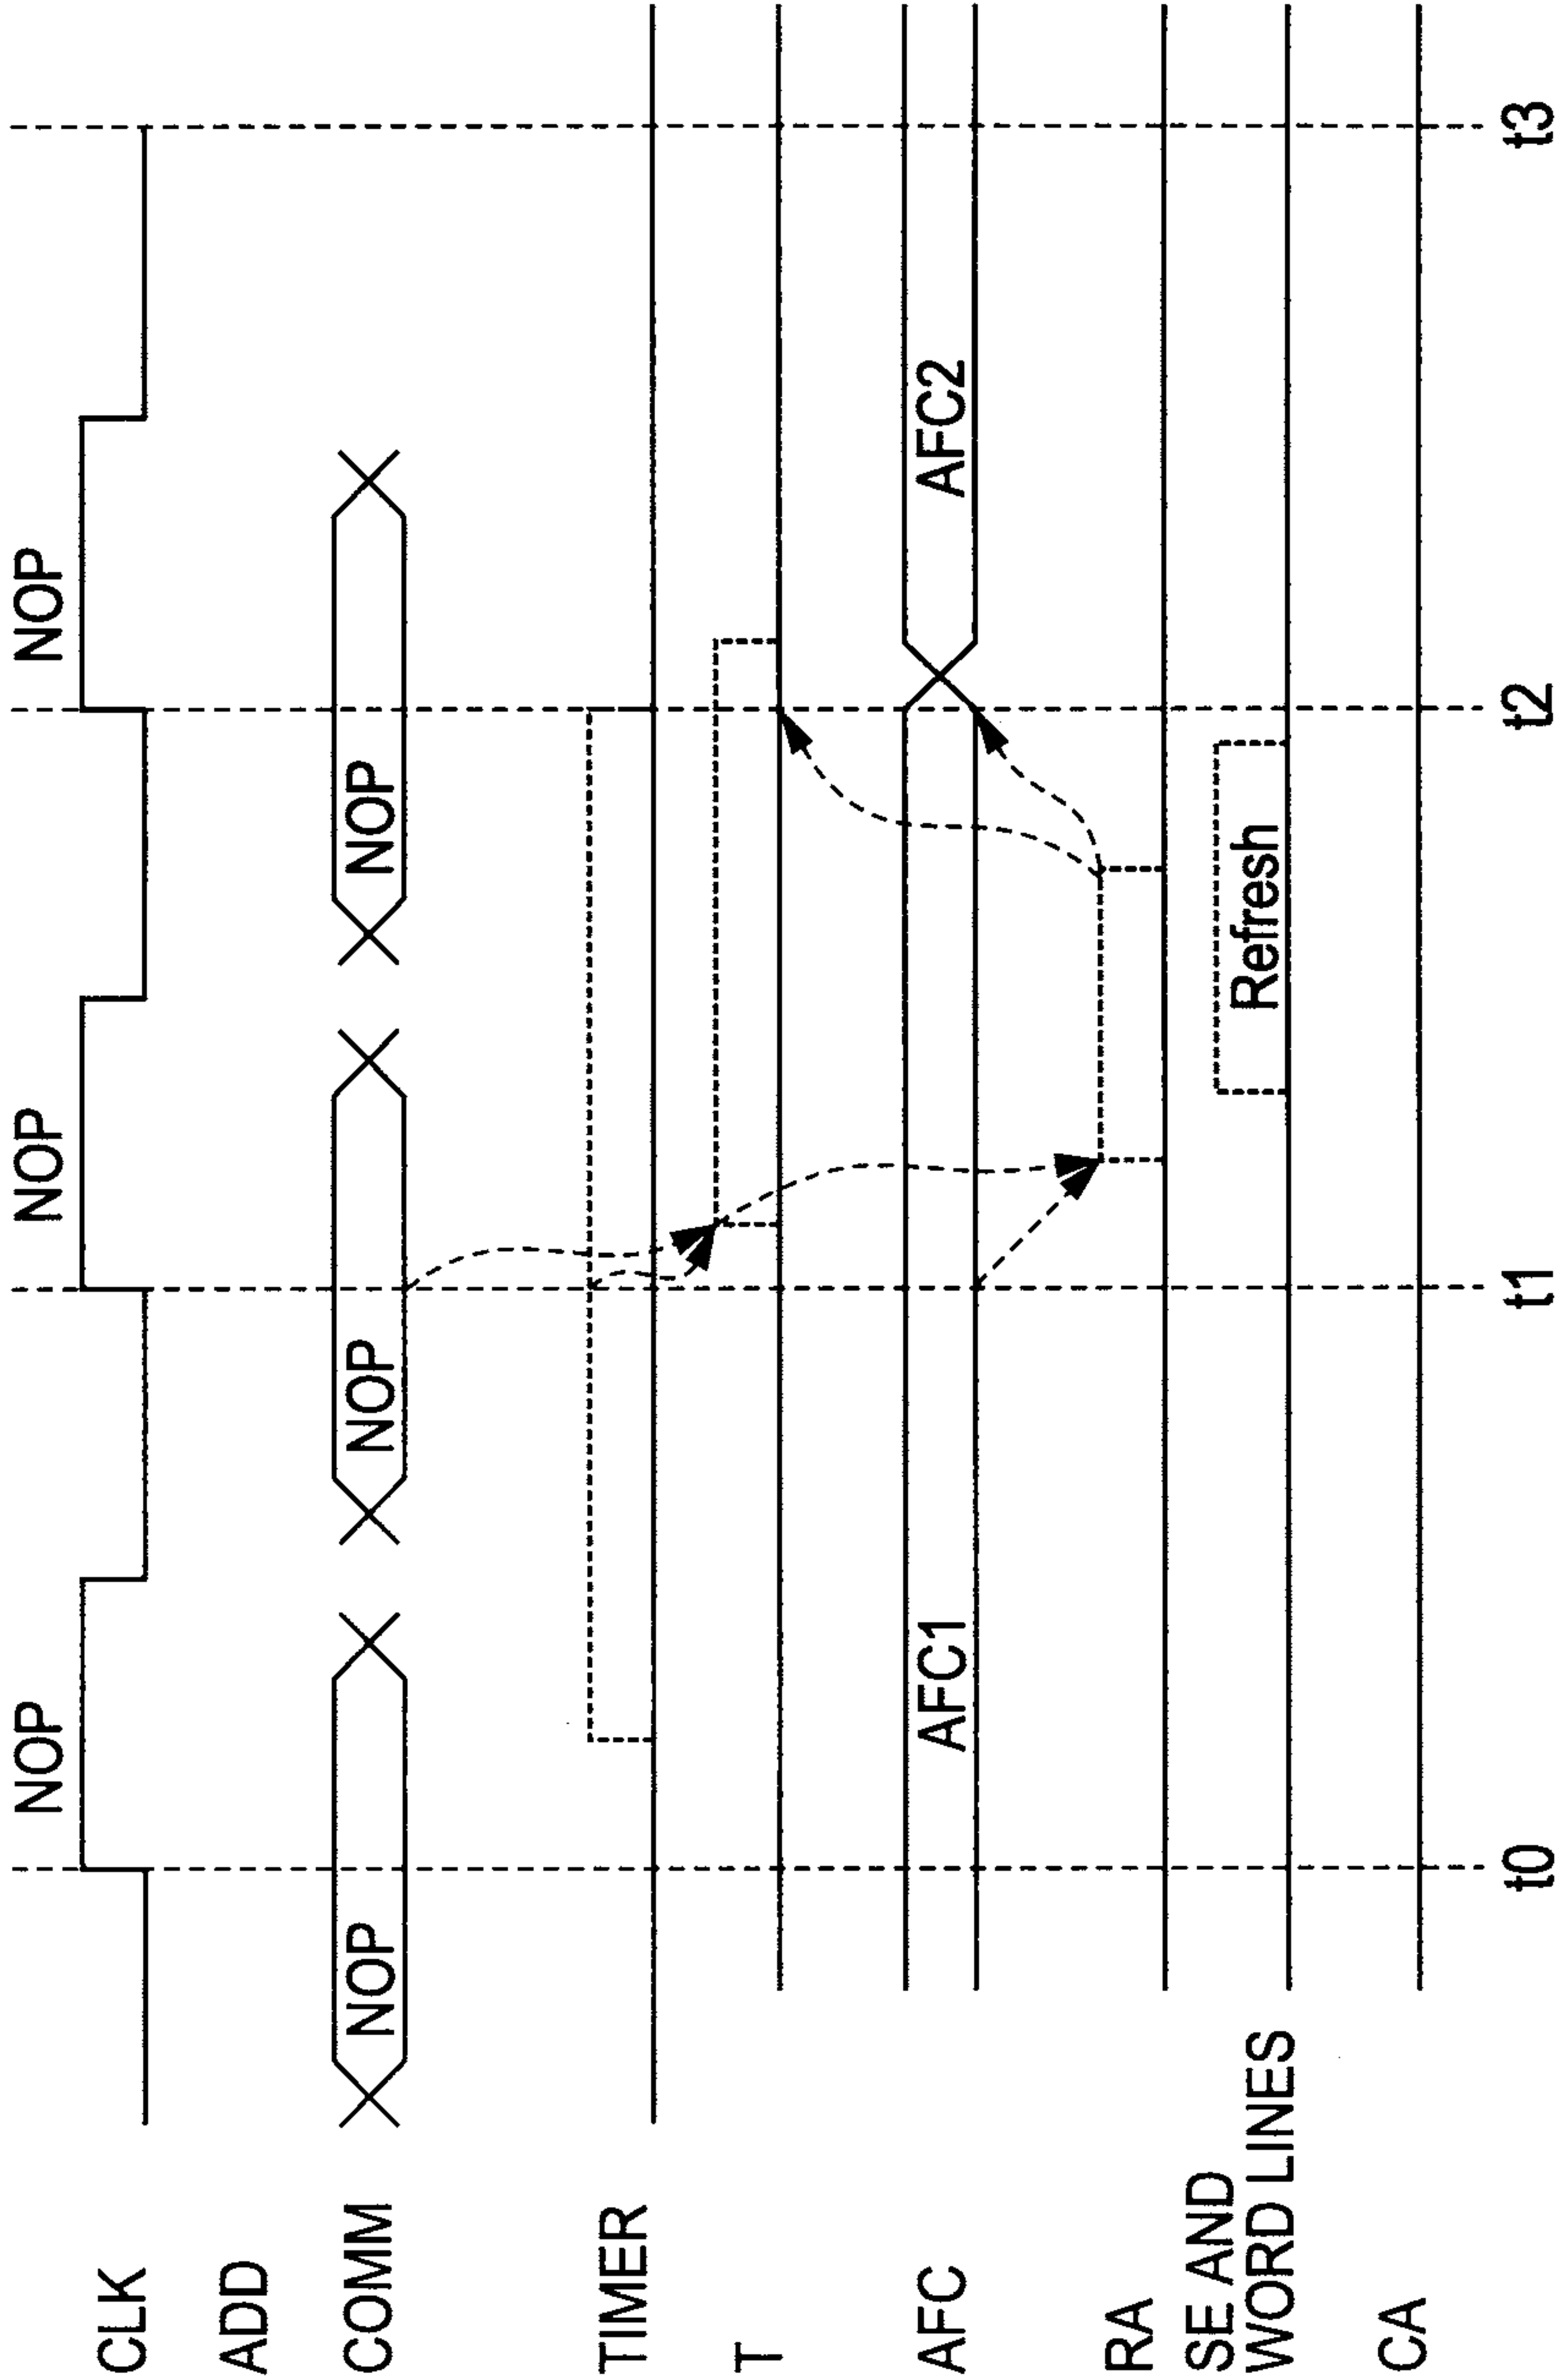 NOP NOP NOP
CLK
ADD
COMM NOP NOP NOP
TIMER
T
AFC AFC1 AFC2
RA
SE AND
WORD LINES Refresh
CA
t0 t1 t2 t3